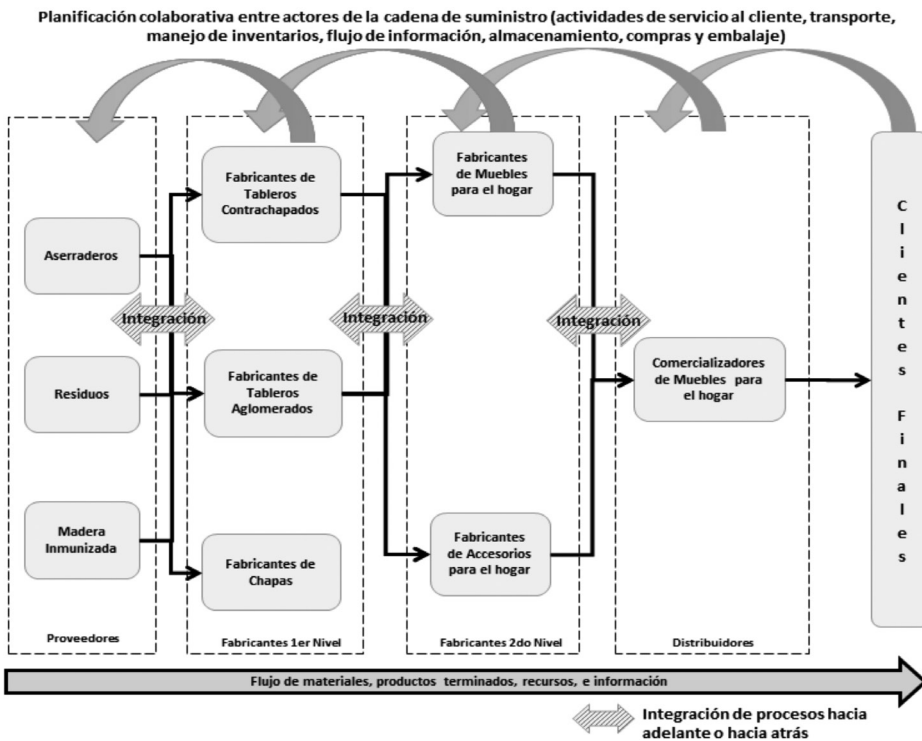 Planificación colaborativa entre actores de la cadena de suministro (actividades de servicio al cliente, transporte,
manejo de inventarios, flujo de información, almacenamiento, compras y embalaje)
Aserraderos
Residuos
Madera
Inmunizada
Proveedores
Integración
Fabricantes de
Tableros
Contrachapados
Fabricantes de
Tableros
Aglomerados
Fabricantes de
Chapas
Fabricantes 1er Nivel
Integración
Fabricantes
de Muebles
para el hogar
Fabricantes
de Accesorios
para el hogar
Fabricantes 2do Nivel
Integración
Comercializadores
de Muebles para
el hogar
Distribuidores
Clientes Finales
Flujo de materiales, productos terminados, recursos, e información
Integración de procesos hacia
adelante o hacia atrás